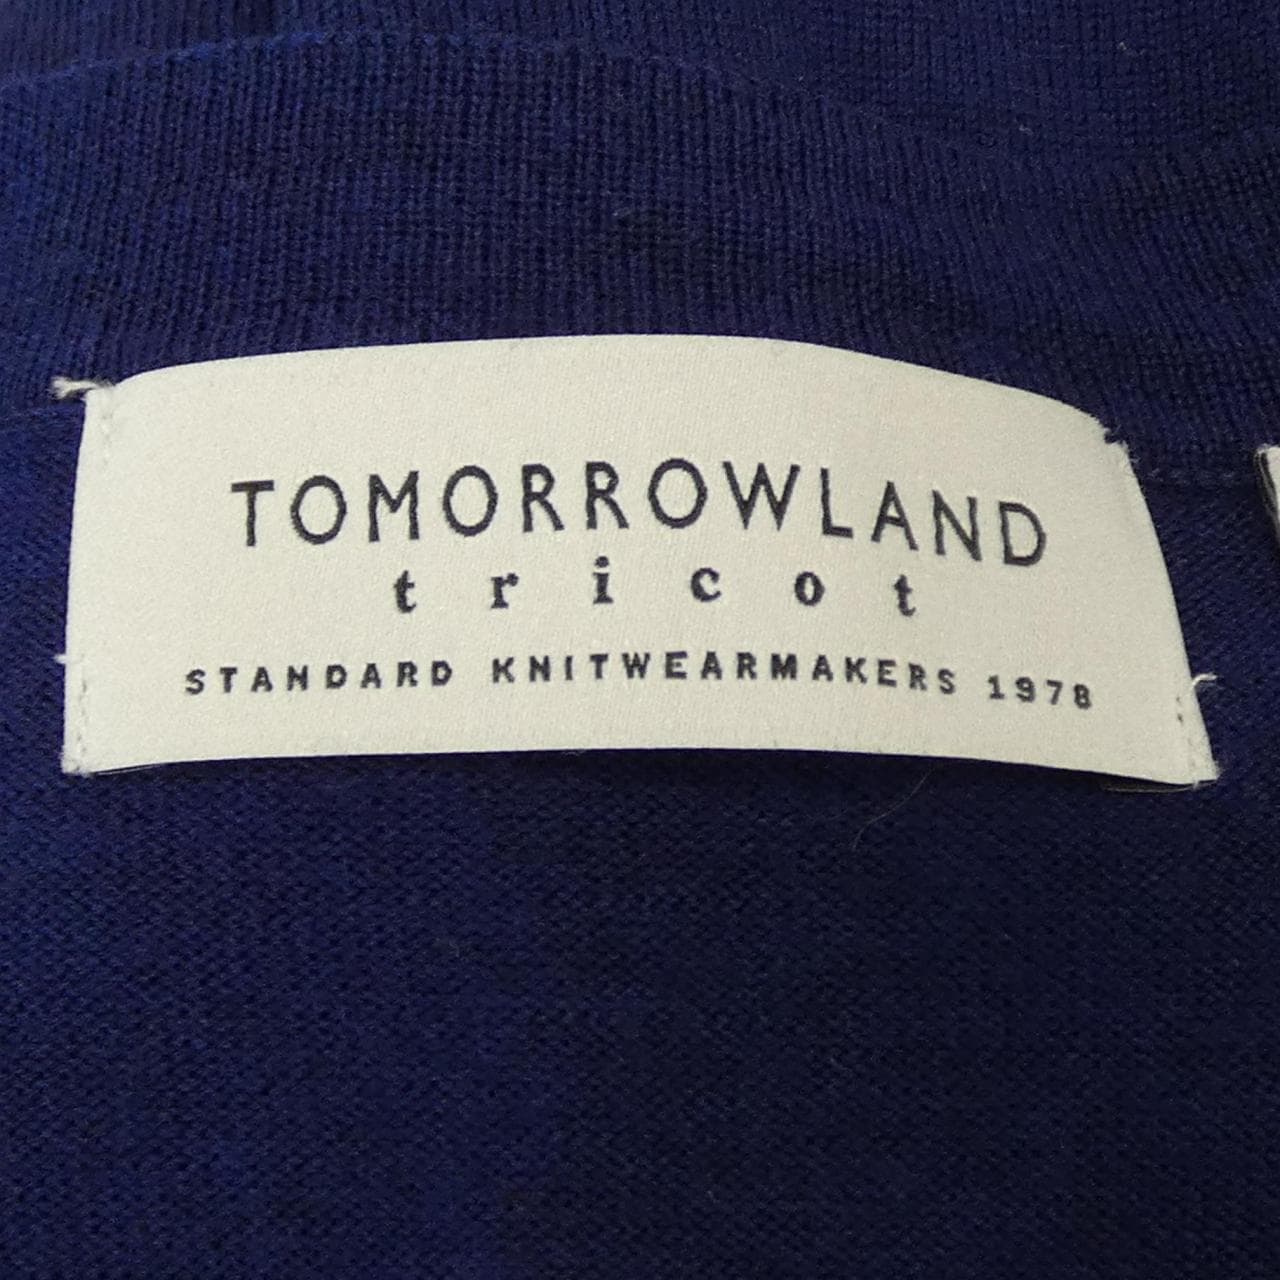 TOMORROWLAND
tricot
STANDARD KNITWEARMAKERS 1978